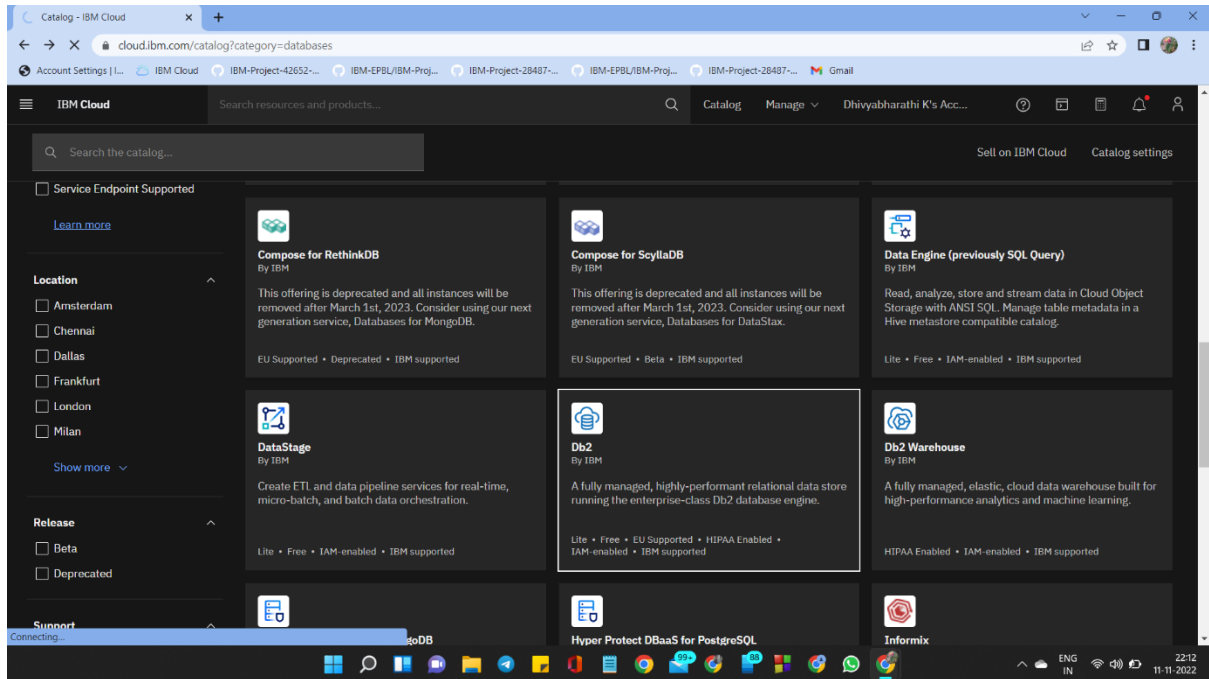 Catalog - IBM Cloud
cloud.ibm.com/catalog?category=databases
Account Settings | I...
IBM Cloud
IBM-Project-42652-...
IBM-EPBL/IBM-Proj...
IBM-Project-28487-...
IBM-EPBL/IBM-Proj...
IBM-Project-28487-...
Gmail
IBM Cloud
Search resources and products...
Catalog
Manage
Dhivyabharathi K's Acc...
Search the catalog...
Sell on IBM Cloud
Catalog settings
Service Endpoint Supported
Learn more
Location
Amsterdam
Chennai
Dallas
Frankfurt
London
Milan
Show more
Release
Beta
Deprecated
Support
Connecting...
Compose for RethinkDB
By IBM
This offering is deprecated and all instances will be
removed after March 1st, 2023. Consider using our next
generation service, Databases for MongoDB.
EU Supported • Deprecated • IBM supported
Compose for ScyllaDB
By IBM
This offering is deprecated and all instances will be
removed after March 1st, 2023. Consider using our next
generation service, Databases for DataStax.
EU Supported • Beta • IBM supported
Data Engine (previously SQL Query)
By IBM
Read, analyze, store and stream data in Cloud Object
Storage with ANSI SQL. Manage table metadata in a
Hive metastore compatible catalog.
Lite • Free • IAM-enabled • IBM supported
DataStage
By IBM
Create ETL and data pipeline services for real-time,
micro-batch, and batch data orchestration.
Lite • Free • IAM-enabled • IBM supported
Db2
By IBM
A fully managed, highly-performant relational data store
running the enterprise-class Db2 database engine.
Lite • Free • EU Supported • HIPAA Enabled •
IAM-enabled • IBM supported
Db2 Warehouse
By IBM
A fully managed, elastic, cloud data warehouse built for
high-performance analytics and machine learning.
HIPAA Enabled • IAM-enabled • IBM supported
goDB
Hyper Protect DBaaS for PostgreSQL
Informix
99+
88
ENG
IN
22:12
11-11-2022